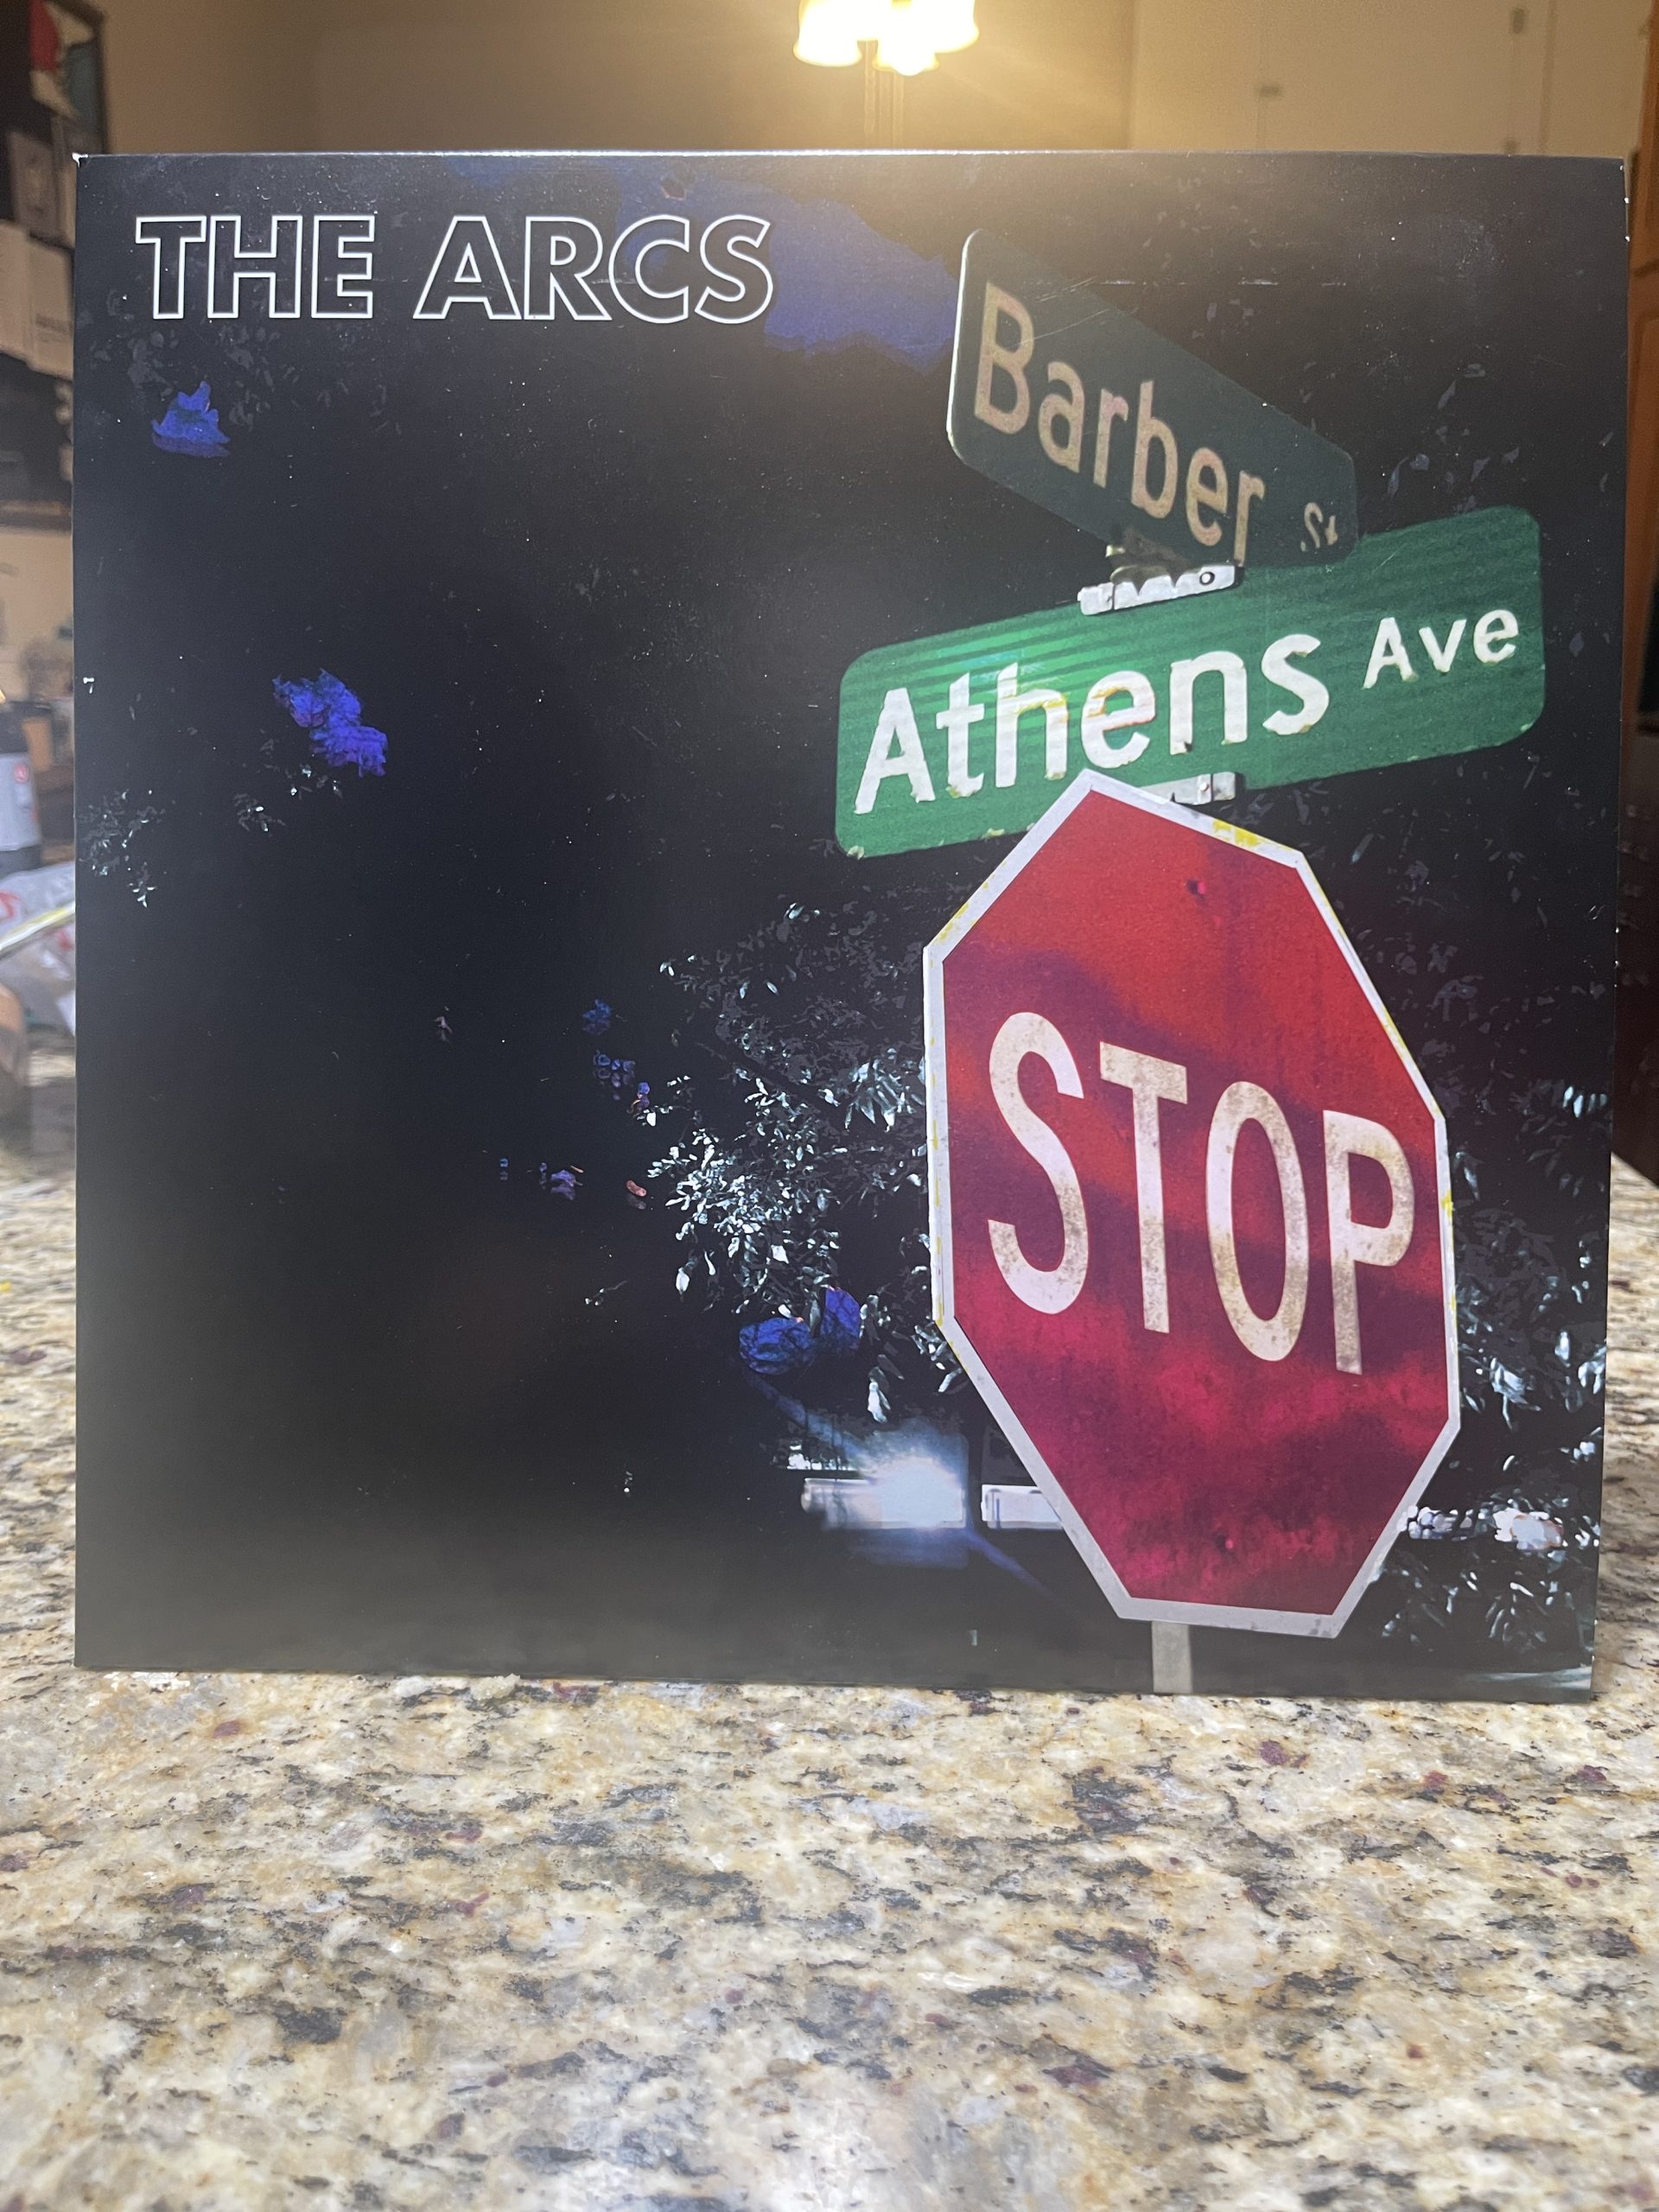 THE ARCS
Barber St
Athens Ave
STOP